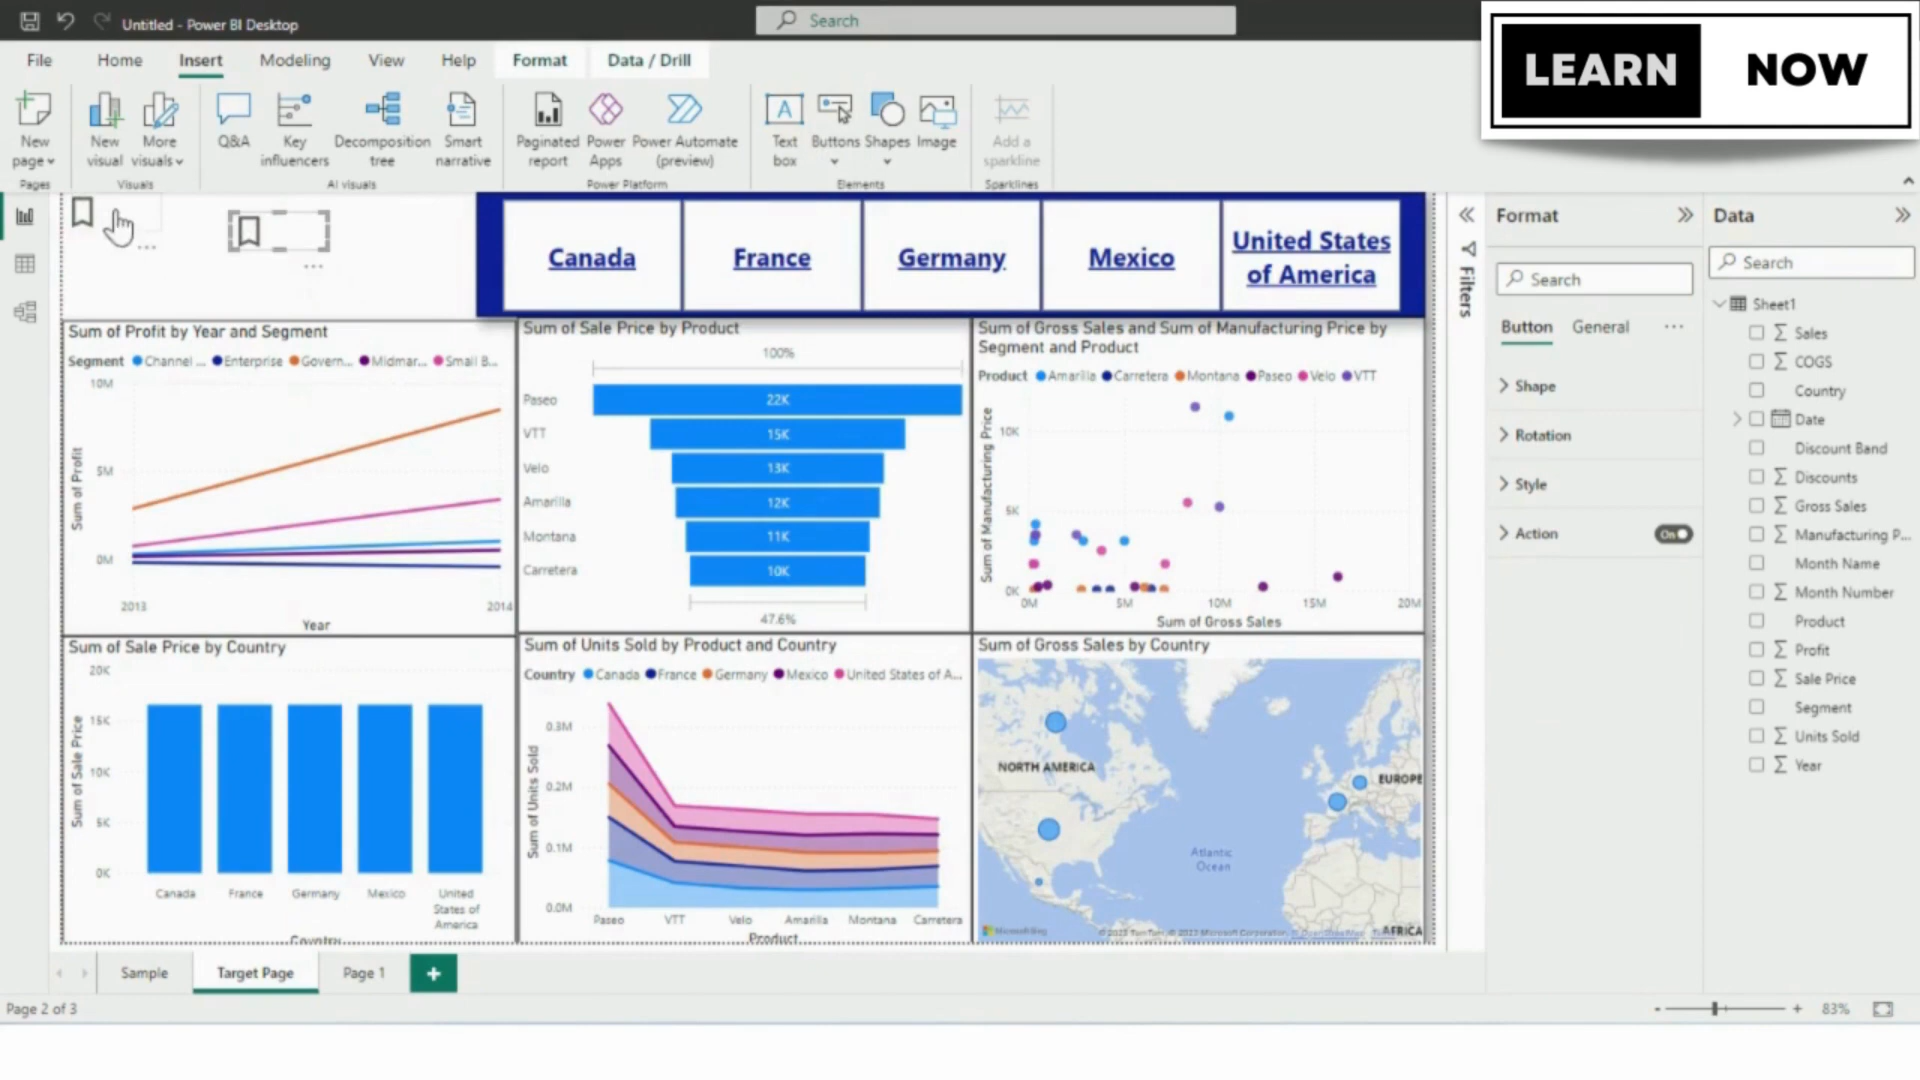 Untitled - Power BI Desktop
Search
LEARN NOW
File Home Insert Modeling View Help Format Data / Drill
New page
New visual
More visuals
Q&A
Key influencers
Decomposition tree
Smart narrative
Paginated report
Power Apps
Power Automate (preview)
Text box
Buttons
Shapes
Image
Add a sparkline
Pages
Visuals
AI visuals
Power Platform
Elements
Sparklines
Canada
France
Germany
Mexico
United States
of America
Sum of Profit by Year and Segment
Segment Channel ... Enterprise Govern... Midmar... Small B...
10M
5M
0M
Sum of Profit
2013
2014
Year
Sum of Sale Price by Product
100%
Paseo 22K
VTT 15K
Velo 13K
Amarilla 12K
Montana 11K
Carretera 10K
47.6%
Sum of Gross Sales and Sum of Manufacturing Price by
Segment and Product
Product Amarilla Carretera Montana Paseo Velo VTT
Sum of Manufacturing Price
10K
5K
0K
0M 5M 10M 15M 20M
Sum of Gross Sales
Sum of Sale Price by Country
20K
15K
10K
5K
0K
Sum of Sale Price
Canada France Germany Mexico United
States of
America
Country
Sum of Units Sold by Product and Country
Country Canada France Germany Mexico United States of A...
0.3M
0.2M
0.1M
0.0M
Sum of Units Sold
Paseo VTT Velo Amarilla Montana Carretera
Product
Sum of Gross Sales by Country
NORTH AMERICA
EUROPE
Atlantic
Ocean
AFRICA
Microsoft Bing
© 2023 TomTom, © 2023 Microsoft Corporation, © OpenStreetMap
Filters
Format
Search
Button General
Shape
Rotation
Style
Action On
Data
Search
Sheet1
Sales
COGS
Country
Date
Discount Band
Discounts
Gross Sales
Manufacturing P...
Month Name
Month Number
Product
Profit
Sale Price
Segment
Units Sold
Year
Sample Target Page Page 1 +
Page 2 of 3
- + 83%